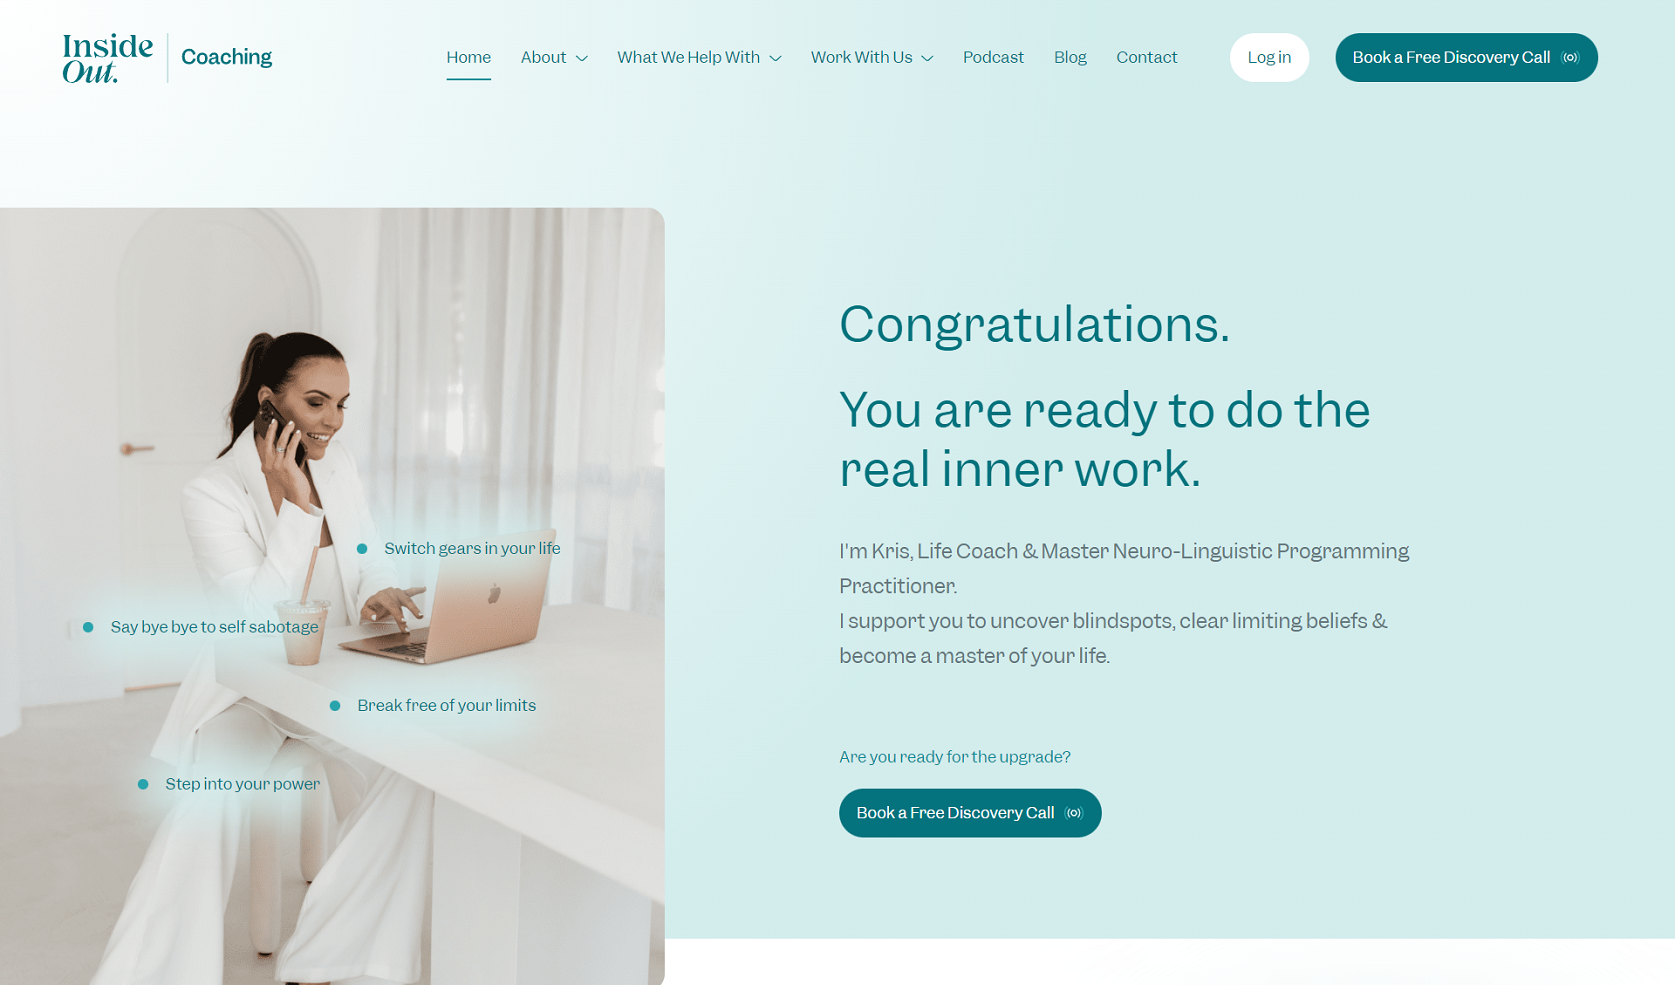 Inside
Out.
Coaching
Home
About
What We Help With
Work With Us
Podcast
Blog
Contact
Log in
Book a Free Discovery Call
Switch gears in your life
Say bye bye to self sabotage
Break free of your limits
Step into your power
Congratulations.
You are ready to do the
real inner work.
I'm Kris, Life Coach & Master Neuro-Linguistic Programming
Practitioner.
I support you to uncover blindspots, clear limiting beliefs &
become a master of your life.
Are you ready for the upgrade?
Book a Free Discovery Call